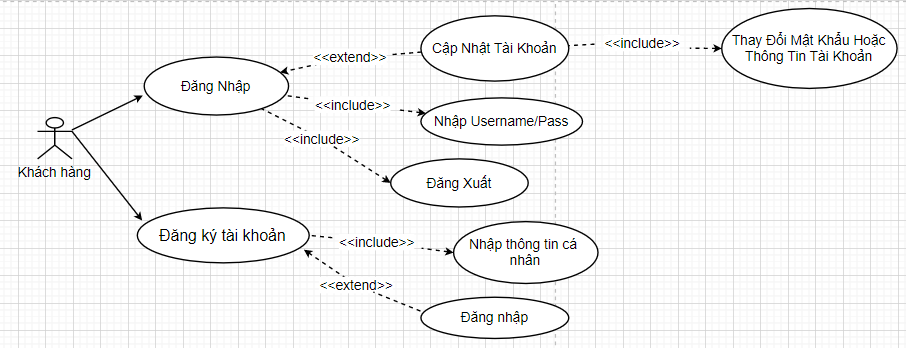 Cập Nhật Tài Khoản
<<include>>
Thay Đổi Mật Khẩu Hoặc
Thông Tin Tài Khoản
<<extend>>
Đăng Nhập
<<include>>
Nhập Username/Pass
<<include>>
Khách hàng
Đăng Xuất
Đăng ký tài khoản
<<include>>
Nhập thông tin cá
nhân
<<extend>>
Đăng nhập